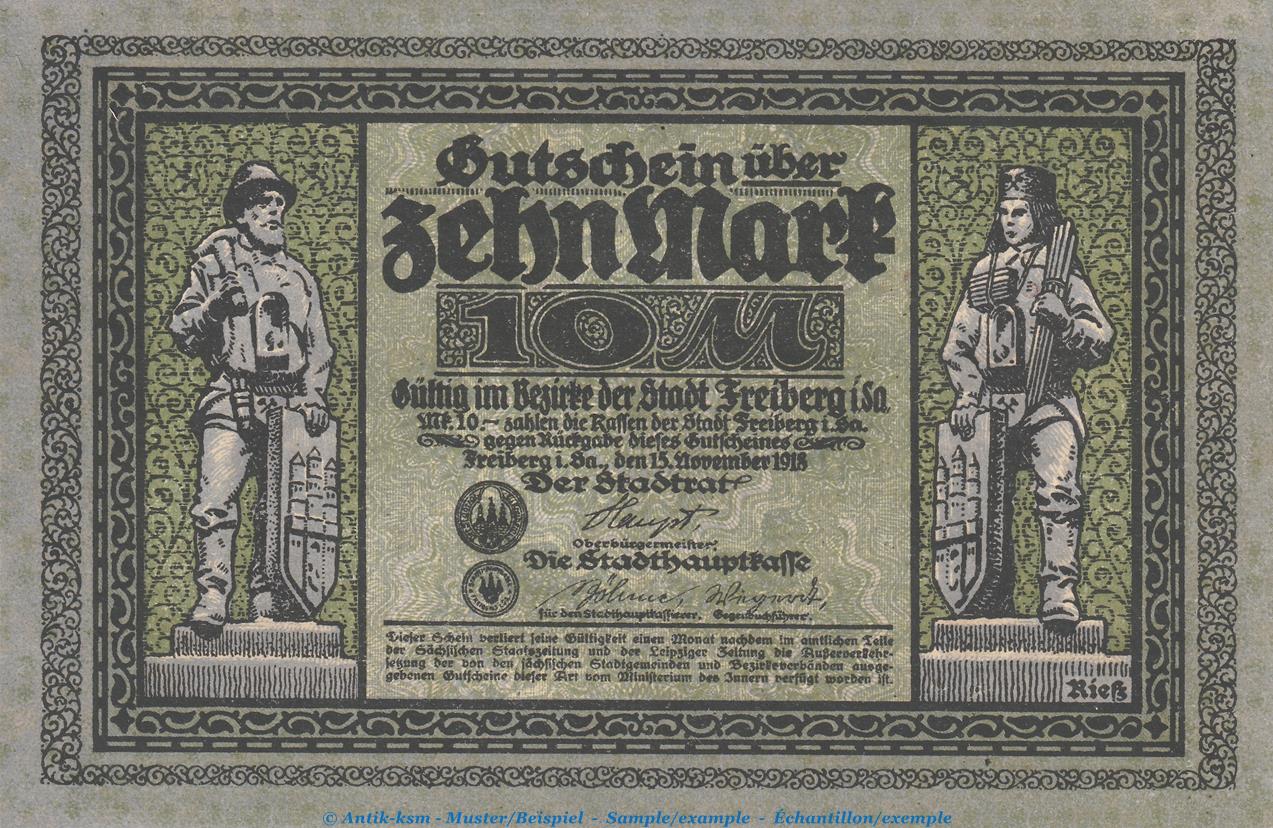 Gutschein über
zehn Mark
10 M
Gültig im Bezirke der Stadt Freiberg i. Sa.
Mk. 10.— zahlen die Kassen der Stadt Freiberg i. Sa.
gegen Rückgabe dieses Gutscheines
Freiberg i. Sa., den 15. November 1918
Der Stadtrat
Haupt,
Oberbürgermeister.
Die Stadthauptkasse
Böhme,
für den Stadthauptkassierer. Gegenbuchführer.
Dieser Schein verliert seine Gültigkeit einen Monat nachdem im amtlichen Teile
der Sächsischen Staatszeitung und der Leipziger Zeitung die Außerverkehr-
setzung der von den sächsischen Stadtgemeinden und Bezirksverbänden ausge-
gebenen Gutscheine dieser Art vom Ministerium des Innern verfügt worden ist.
Rieß
© Antik-ksm - Muster/Beispiel - Sample/example - Échantillon/exemple